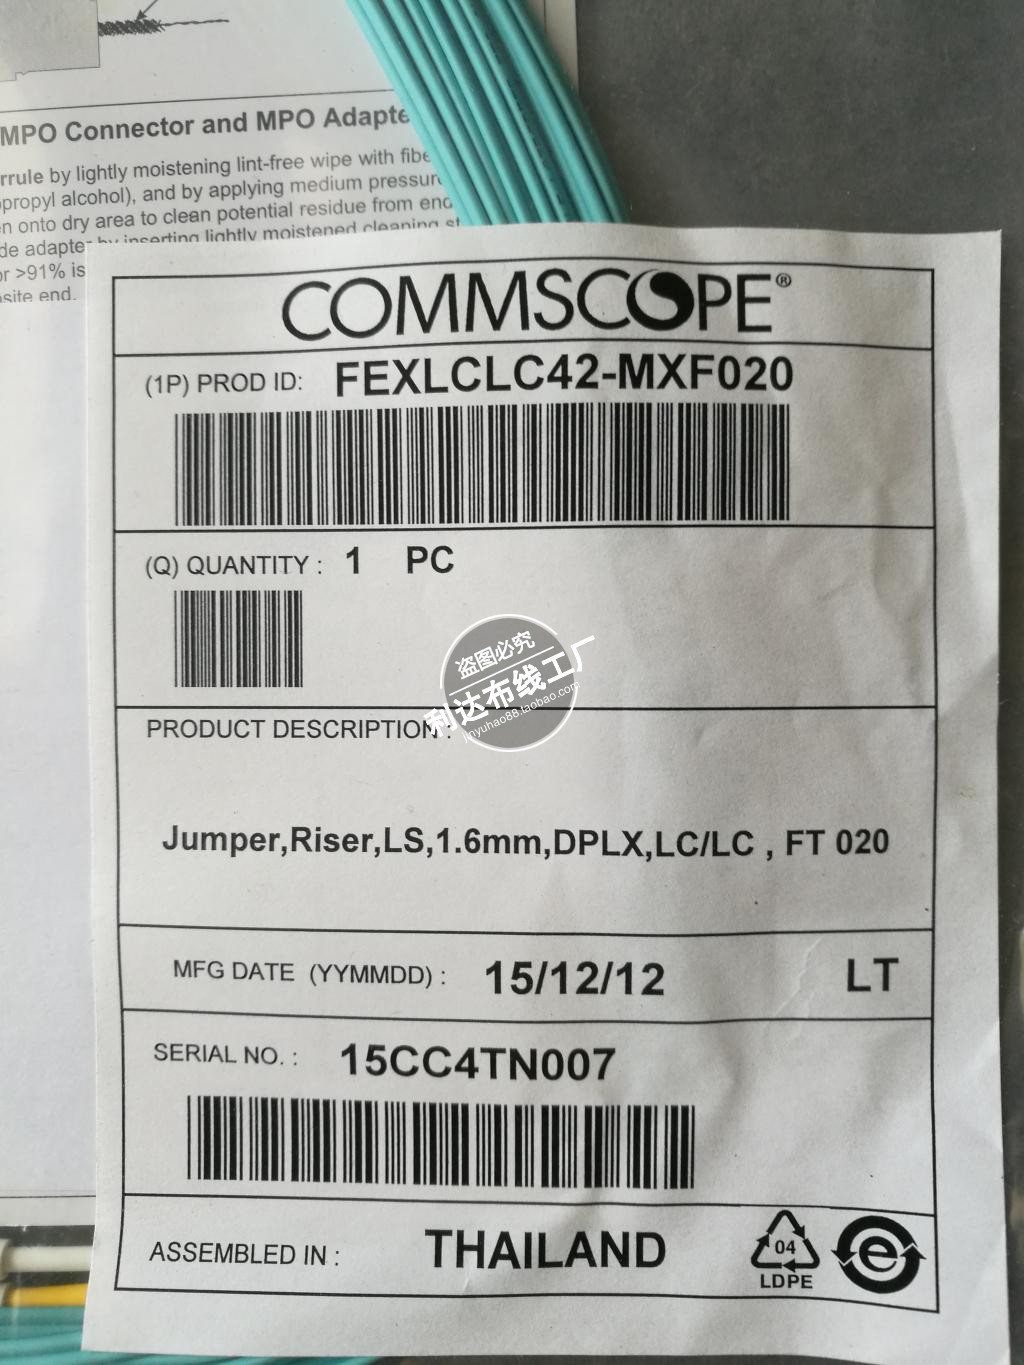 MPO Connector and MPO Adapte
rrule by lightly moistening lint-free wipe with fibe
propyl alcohol), and by applying medium pressur
n onto dry area to clean potential residue from end
de adapter by inserting lightly moistened cleaning st
or >91% is
site end.
COMMSCOPE®
(1P) PROD ID: FEXLCLC42-MXF020
(Q) QUANTITY : 1 PC
盗图必究
利达布线工厂
jinyuhao88.taobao.com
PRODUCT DESCRIPTION :
Jumper,Riser,LS,1.6mm,DPLX,LC/LC , FT 020
MFG DATE (YYMMDD) : 15/12/12 LT
SERIAL NO. : 15CC4TN007
ASSEMBLED IN : THAILAND
04
LDPE
e